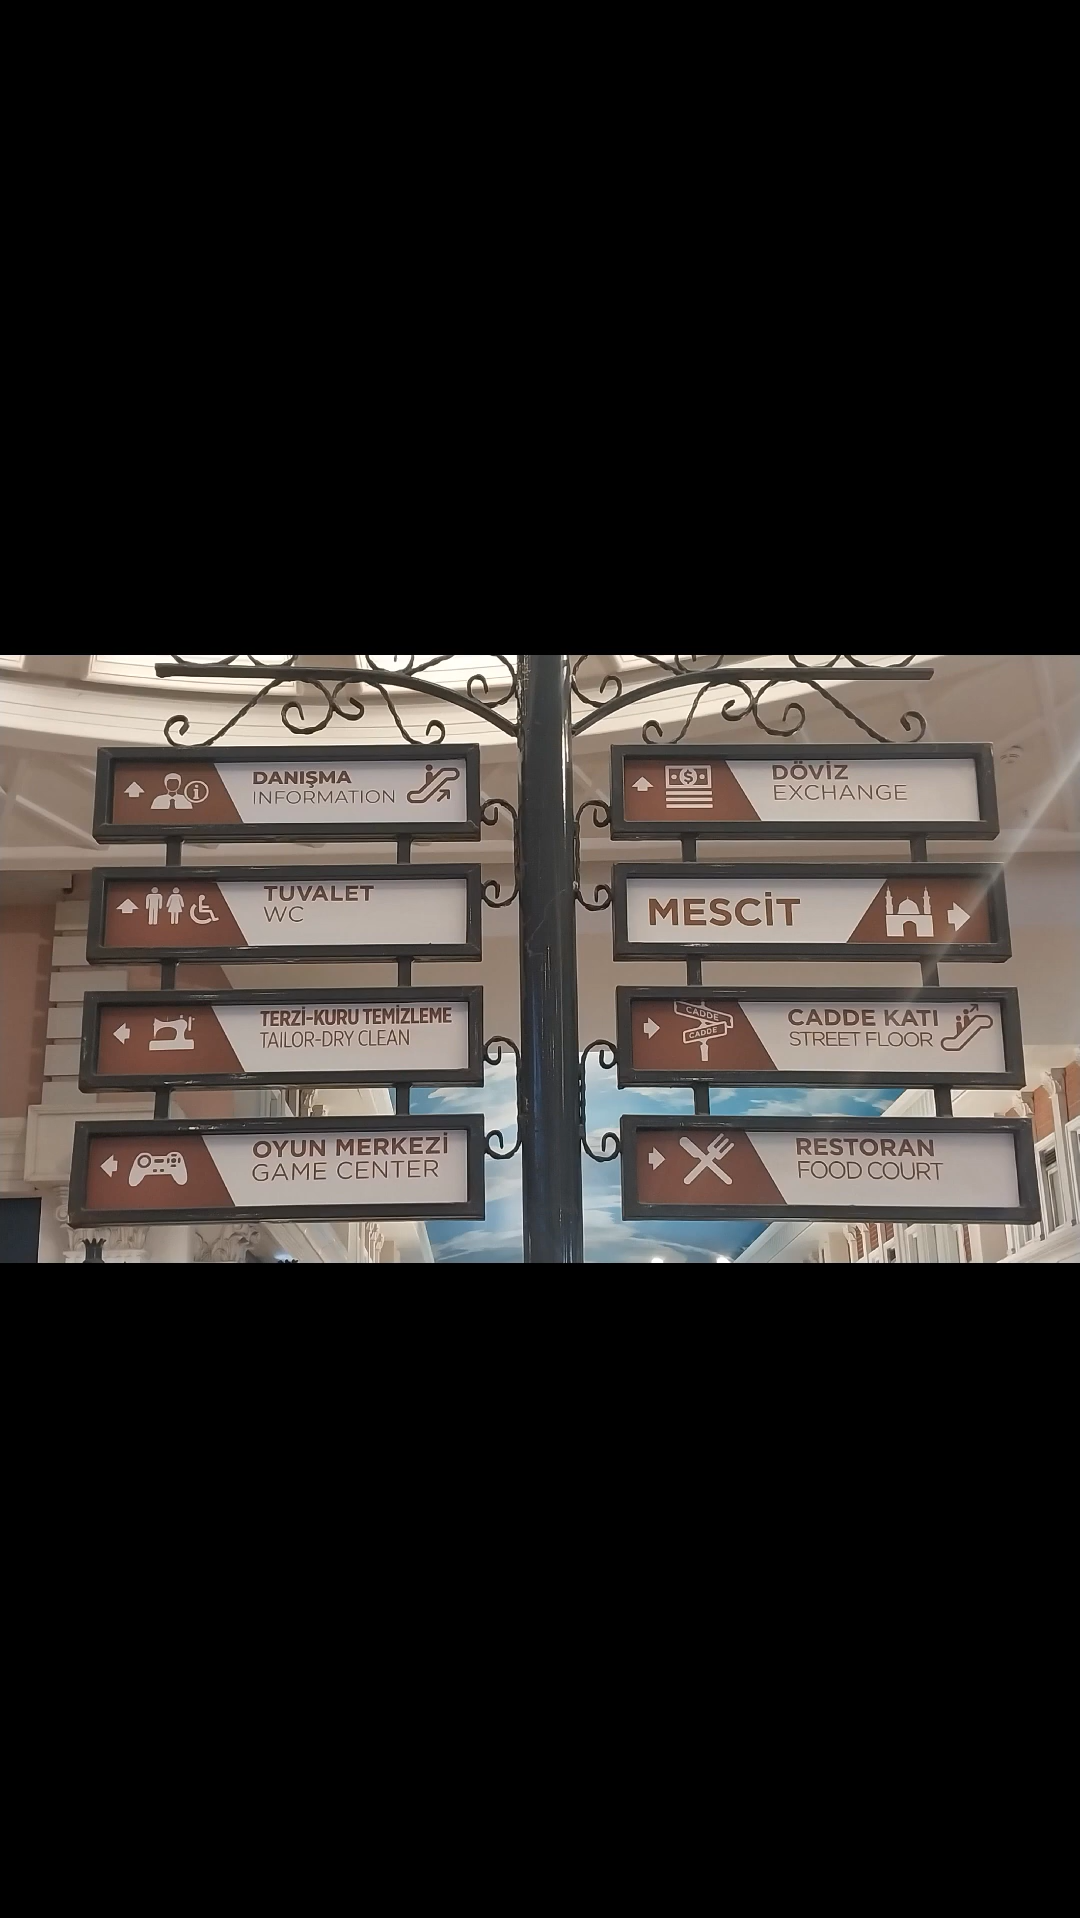 DANIŞMA
INFORMATION
TUVALET
WC
TERZİ-KURU TEMİZLEME
TAILOR-DRY CLEAN
OYUN MERKEZİ
GAME CENTER
DÖVİZ
EXCHANGE
MESCİT
CADDE
CADDE
CADDE KATI
STREET FLOOR
RESTORAN
FOOD COURT